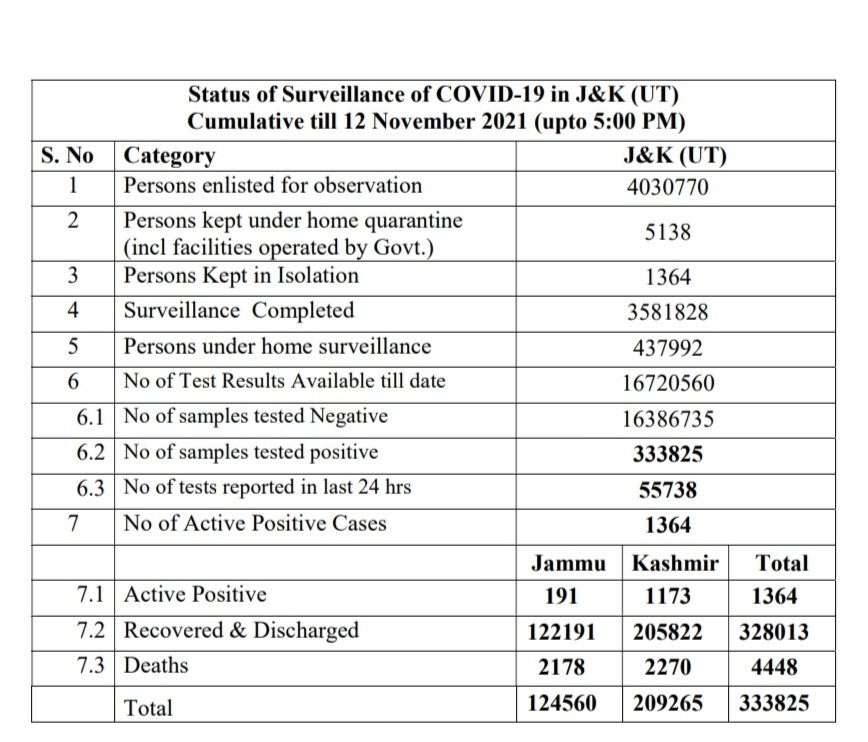 Status of Surveillance of COVID-19 in J&K (UT)
Cumulative till 12 November 2021 (upto 5:00 PM)
S. No Category J&K (UT)
1 Persons enlisted for observation 4030770
2 Persons kept under home quarantine
(incl facilities operated by Govt.) 5138
3 Persons Kept in Isolation 1364
4 Surveillance Completed 3581828
5 Persons under home surveillance 437992
6 No of Test Results Available till date 16720560
6.1 No of samples tested Negative 16386735
6.2 No of samples tested positive 333825
6.3 No of tests reported in last 24 hrs 55738
7 No of Active Positive Cases 1364
Jammu Kashmir Total
7.1 Active Positive 191 1173 1364
7.2 Recovered & Discharged 122191 205822 328013
7.3 Deaths 2178 2270 4448
Total 124560 209265 333825